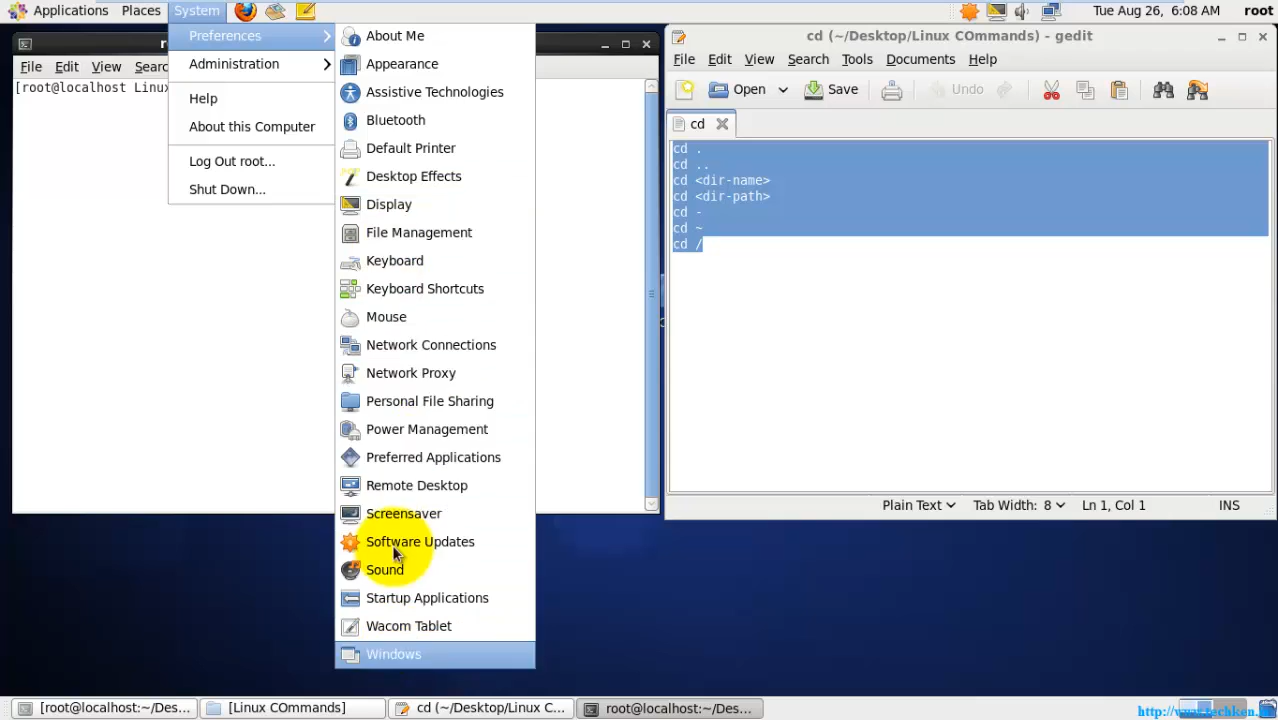 Applications Places System Tue Aug 26, 6:08 AM root
Preferences
Administration
Help
About this Computer
Log Out root...
Shut Down...
About Me
Appearance
Assistive Technologies
Bluetooth
Default Printer
Desktop Effects
Display
File Management
Keyboard
Keyboard Shortcuts
Mouse
Network Connections
Network Proxy
Personal File Sharing
Power Management
Preferred Applications
Remote Desktop
Screensaver
Software Updates
Sound
Startup Applications
Wacom Tablet
Windows
File Edit View
[root@localhost
cd (~/Desktop/Linux COmmands) - gedit
File Edit View Search Tools Documents Help
Open Save Undo
cd
cd .
cd ..
cd <dir-name>
cd <dir-path>
cd -
cd ~
cd /
Plain Text Tab Width: 8 Ln 1, Col 1 INS
[root@localhost:~/Des... [Linux COmmands] cd (~/Desktop/Linux C... root@localhost:~/Des...